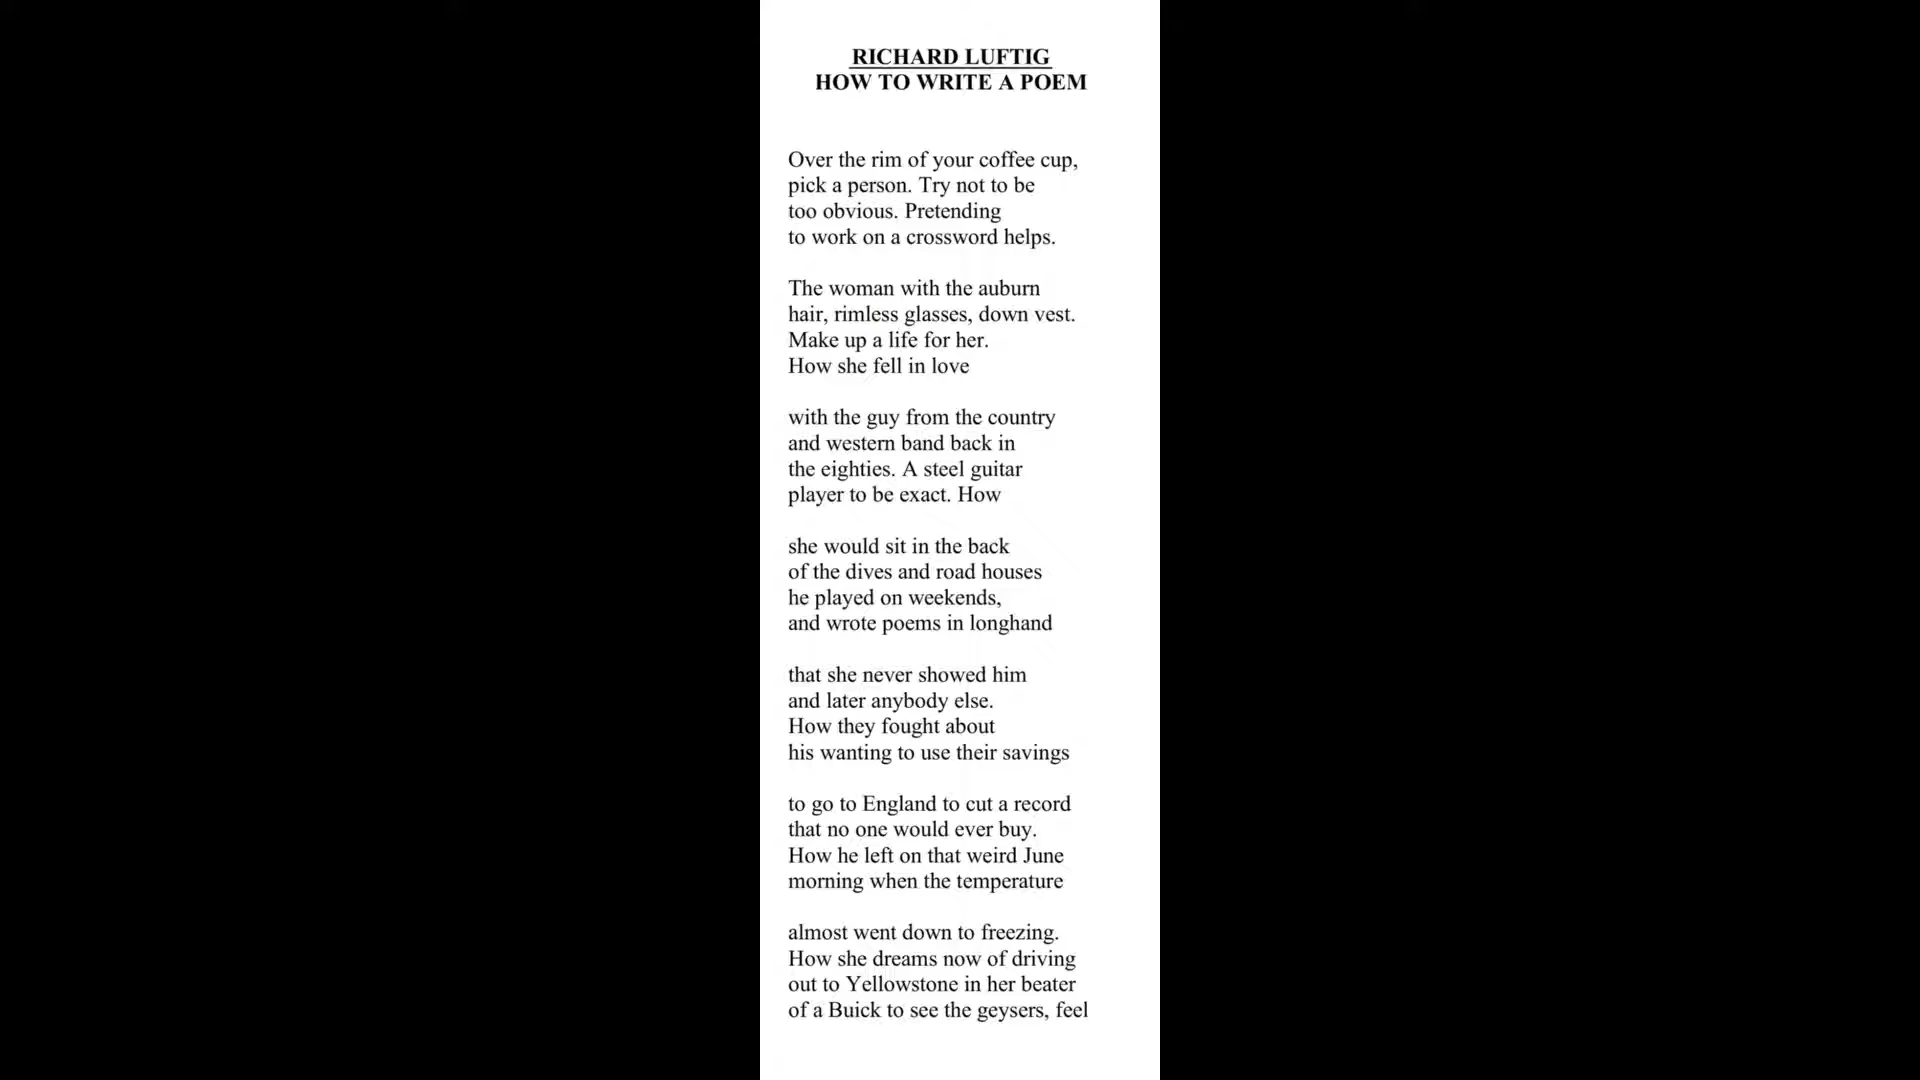 RICHARD LUFTIG
HOW TO WRITE A POEM
Over the rim of your coffee cup,
pick a person. Try not to be
too obvious. Pretending
to work on a crossword helps.
The woman with the auburn
hair, rimless glasses, down vest.
Make up a life for her.
How she fell in love
with the guy from the country
and western band back in
the eighties. A steel guitar
player to be exact. How
she would sit in the back
of the dives and road houses
he played on weekends,
and wrote poems in longhand
that she never showed him
and later anybody else.
How they fought about
his wanting to use their savings
to go to England to cut a record
that no one would ever buy.
How he left on that weird June
morning when the temperature
almost went down to freezing.
How she dreams now of driving
out to Yellowstone in her beater
of a Buick to see the geysers, feel